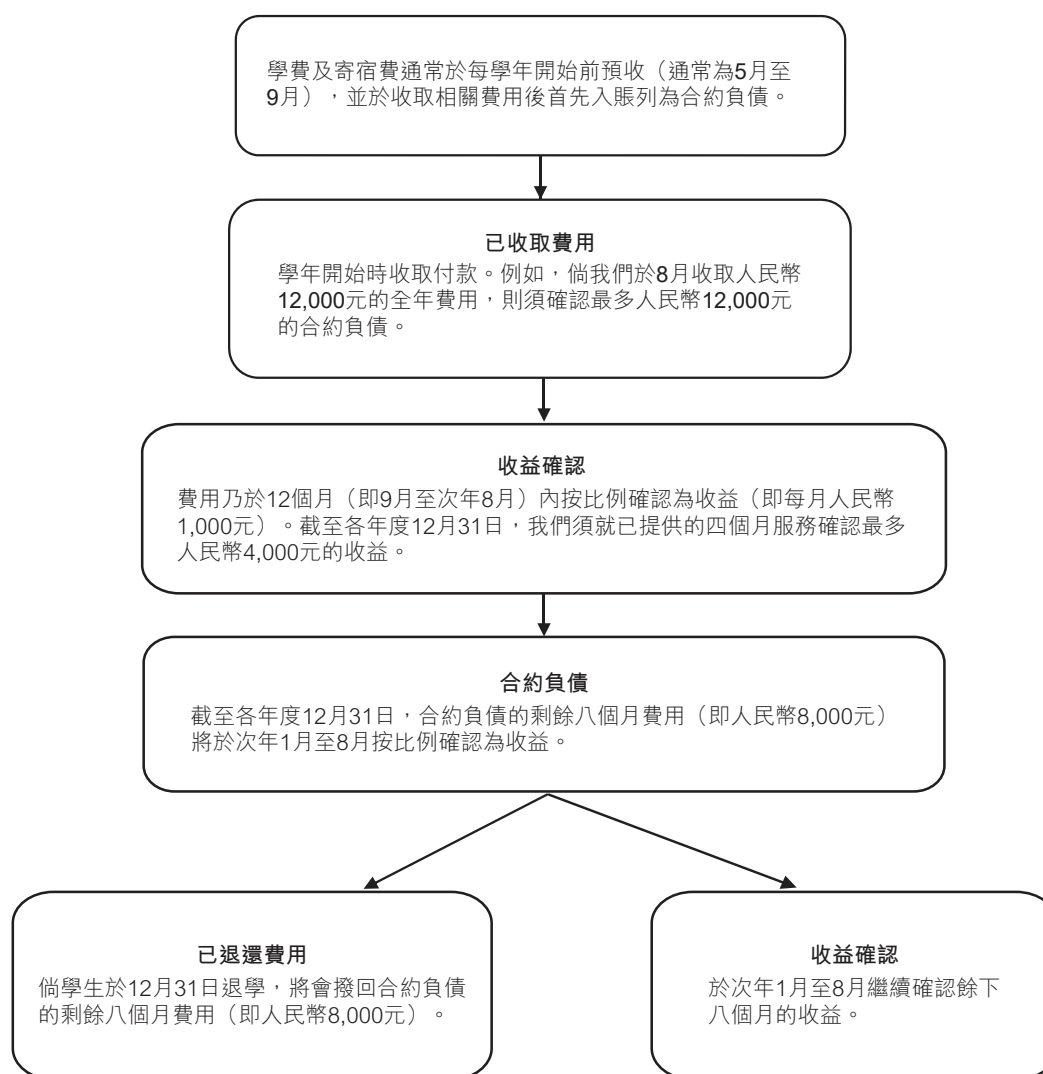 學費及寄宿費通常於每學年開始前預收（通常為5月至
9月），並於收取相關費用後首先入賬列為合約負債。
已收取費用
學年開始時收取付款。例如，倘我們於8月收取人民幣
12,000元的全年費用，則須確認最多人民幣12,000元
的合約負債。
收益確認
費用乃於12個月（即9月至次年8月）內按比例確認為收益（即每月人民幣
1,000元）。截至各年度12月31日，我們須就已提供的四個月服務確認最多
人民幣4,000元的收益。
合約負債
截至各年度12月31日，合約負債的剩餘八個月費用（即人民幣8,000元）
將於次年1月至8月按比例確認為收益。
已退還費用
倘學生於12月31日退學，將會撥回合約負債
的剩餘八個月費用（即人民幣8,000元）。
收益確認
於次年1月至8月繼續確認餘下
八個月的收益。